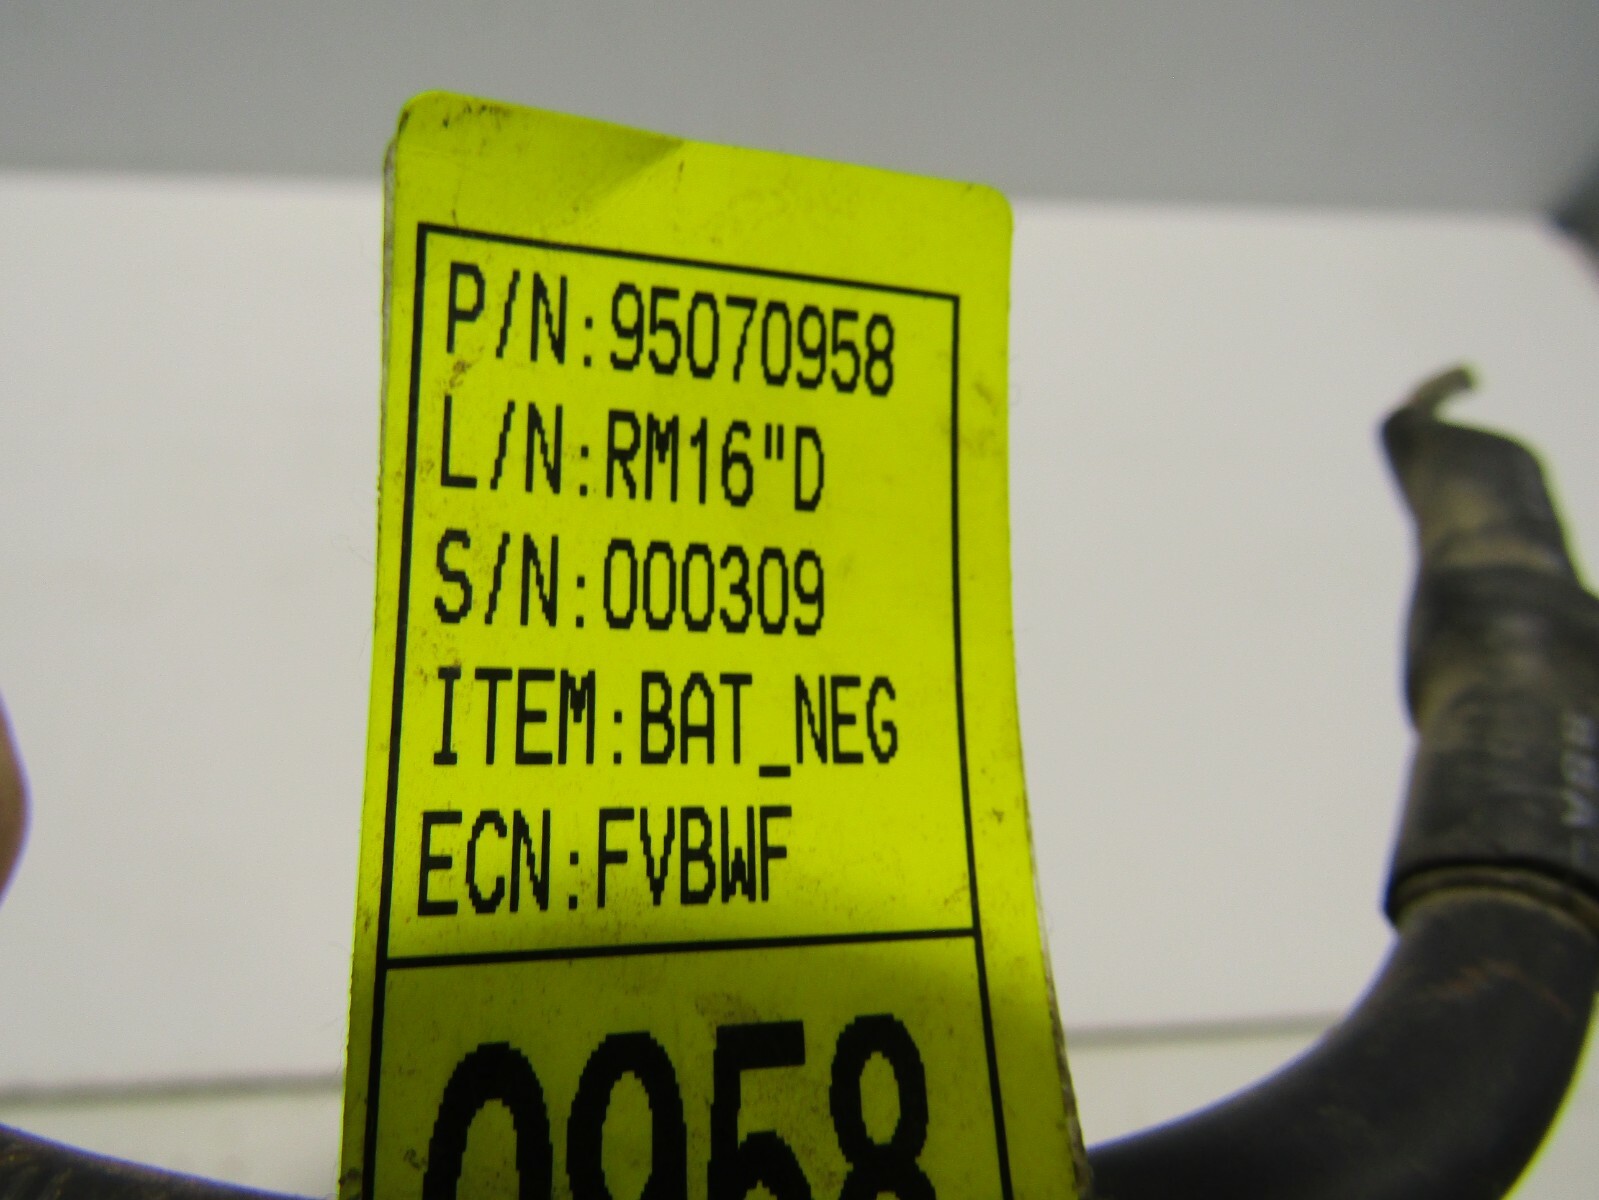 P/N:95070958
L/N:RM16"D
S/N:000309
ITEM:BAT_NEG
ECN:FVBWF
0958